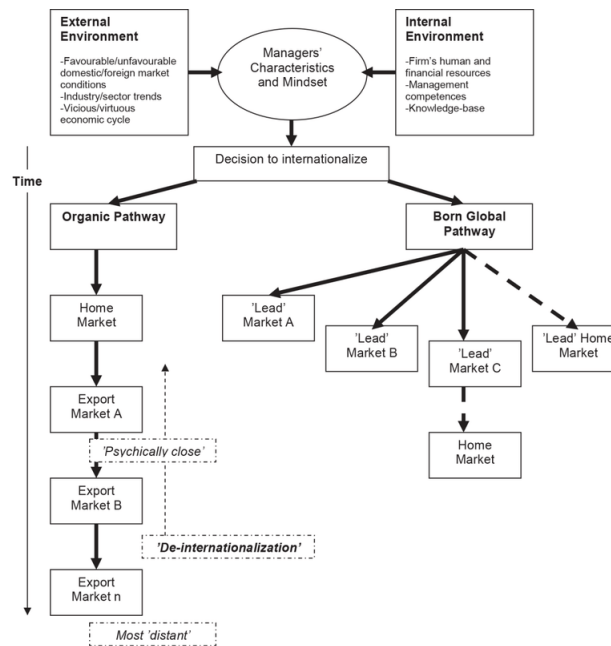 External
Environment
-Favourable/unfavourable
domestic/foreign market
conditions
-Industry/sector trends
-Vicious/virtuous
economic cycle
Managers'
Characteristics
and Mindset
Internal
Environment
-Firm's human and
financial resources
-Management
competences
-Knowledge-base
Decision to internationalize
Time
Organic Pathway
Born Global
Pathway
Home
Market
'Lead'
Market A
'Lead'
Market B
'Lead'
Market C
'Lead' Home
Market
Export
Market A
'Psychically close'
Home
Market
Export
Market B
'De-internationalization'
Export
Market n
Most 'distant'